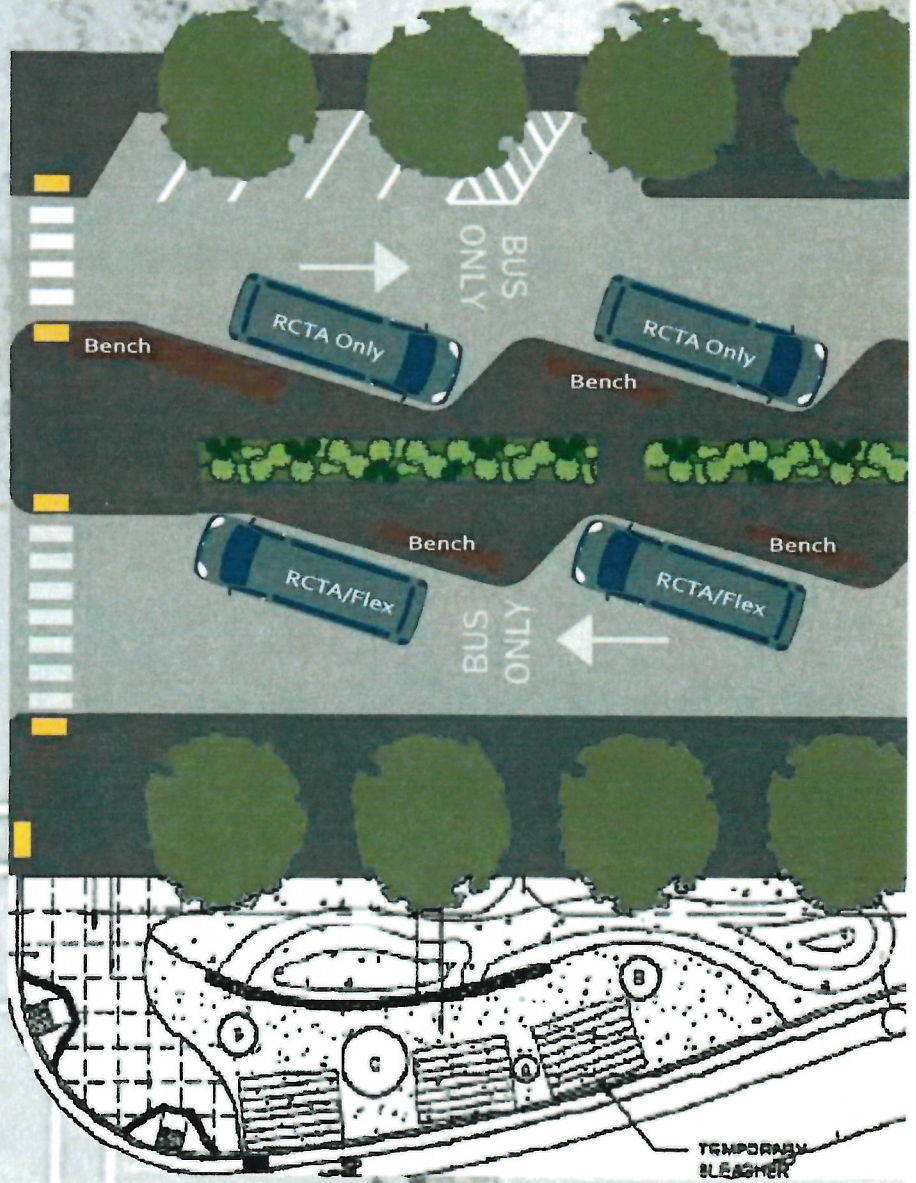 BUS
ONLY
RCTA Only
RCTA Only
Bench
Bench
Bench
Bench
RCTA/Flex
RCTA/Flex
BUS
ONLY
B
TEMPORARY
BLEACHER